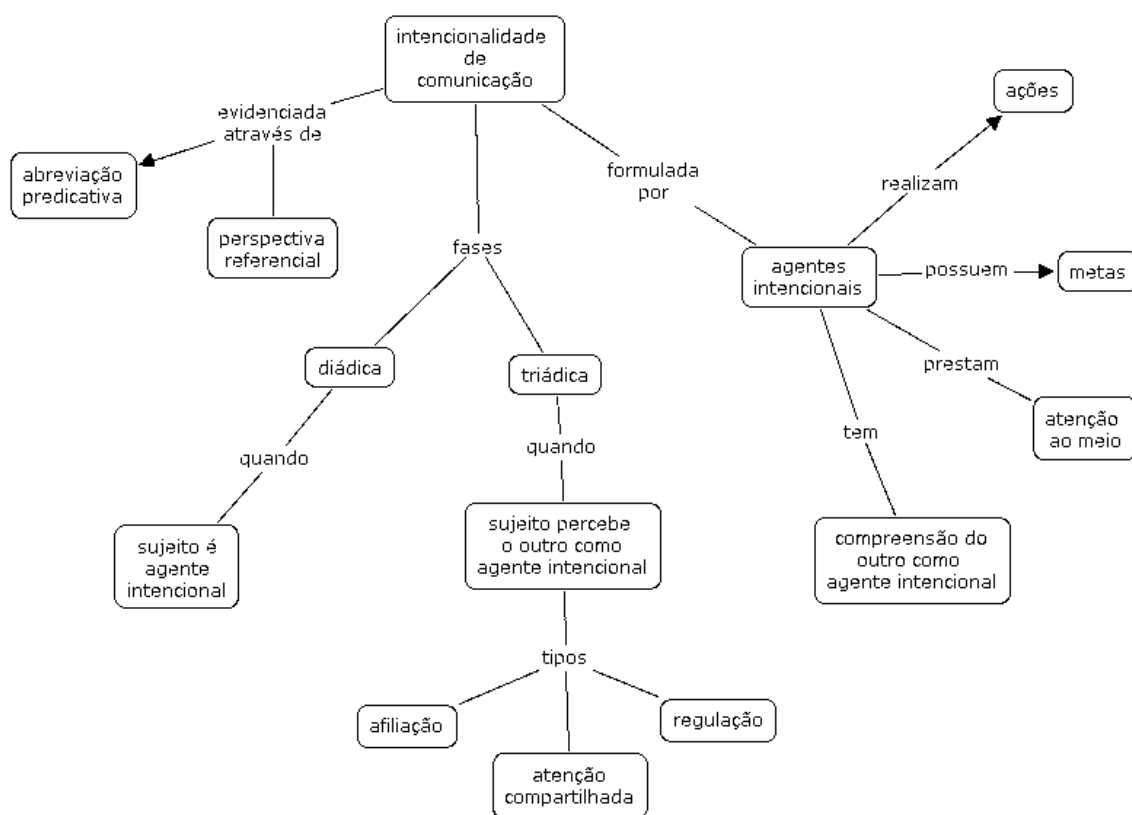 intencionalidade
de
comunicação
evidenciada
através de
abreviação
predicativa
perspectiva
referencial
fases
diádica
quando
sujeito é
agente
intencional
triádica
quando
sujeito percebe
o outro como
agente intencional
tipos
afiliação
atenção
compartilhada
regulação
formulada
por
agentes
intencionais
realizam
ações
possuem
metas
prestam
atenção
ao meio
tem
compreensão do
outro como
agente intencional